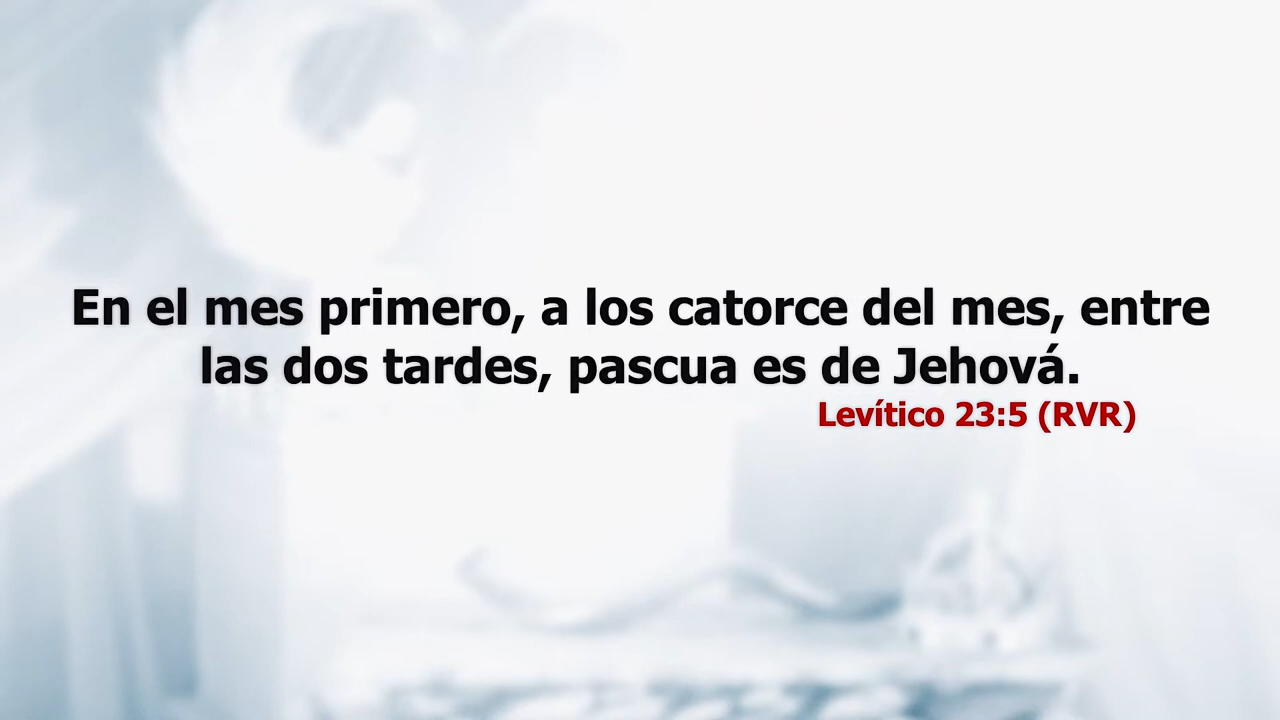 En el mes primero, a los catorce del mes, entre
las dos tardes, pascua es de Jehová.
Levítico 23:5 (RVR)